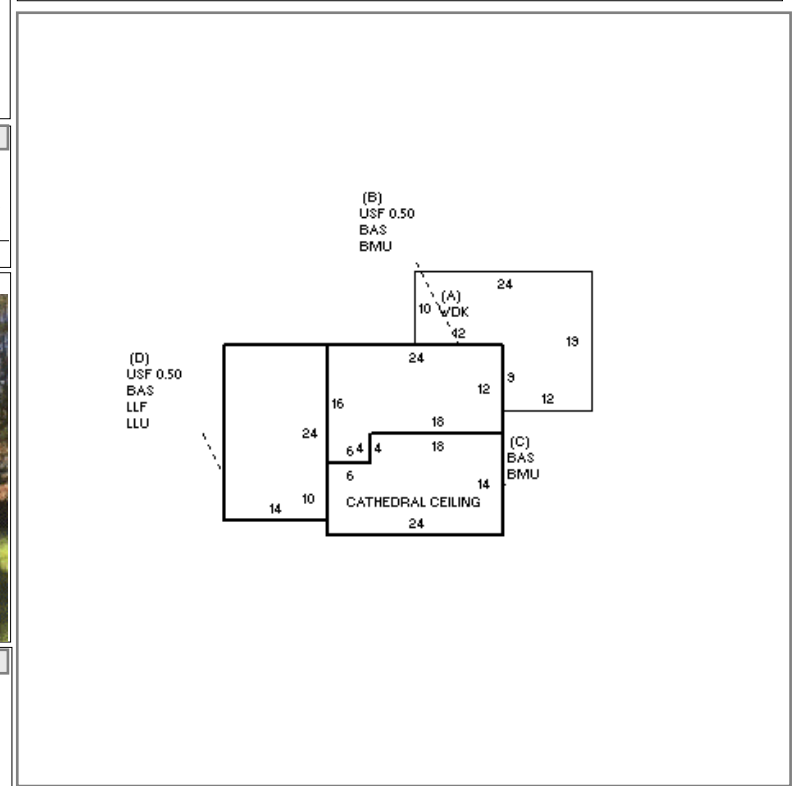 (B)
USF 0.50
BAS
BMU
24
(A)
10
WDK
42
19
(D)
USF 0.50
BAS
LLF
LLU
24
9
12
12
16
18
24
6 4 4
18
(C)
BAS
BMU
6
14
10
CATHEDRAL CEILING
14
24